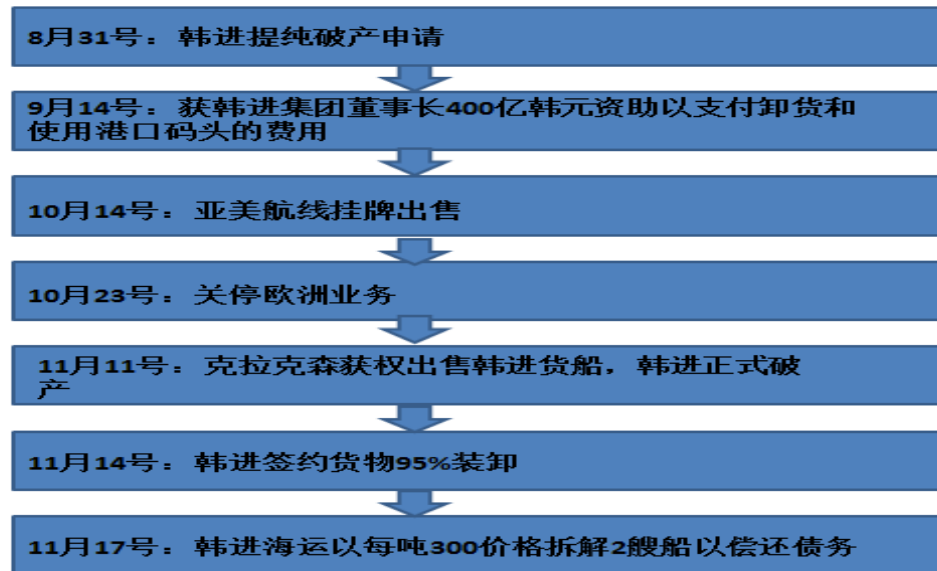 8月31号：韩进提纯破产申请
9月14号：获韩进集团董事长400亿韩元资助以支付卸货和
使用港口码头的费用
10月14号：亚美航线挂牌出售
10月23号：关停欧洲业务
11月11号：克拉克森获权出售韩进货船，韩进正式破
产
11月14号：韩进签约货物95%装卸
11月17号：韩进海运以每吨300价格拆解2艘船以偿还债务